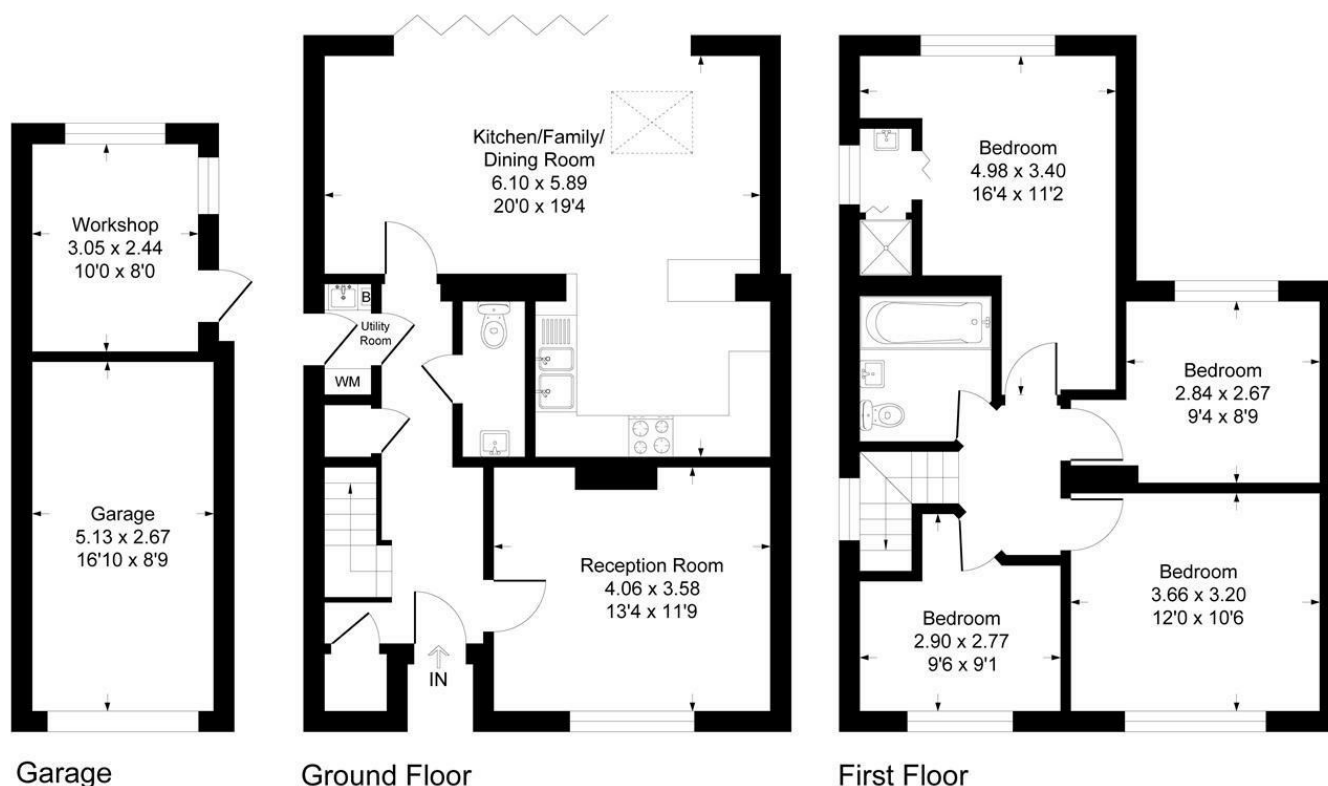 Workshop
3.05 x 2.44
10'0 x 8'0
Garage
5.13 x 2.67
16'10 x 8'9
Garage
Kitchen/Family/
Dining Room
6.10 x 5.89
20'0 x 19'4
B
Utility
Room
WM
Reception Room
4.06 x 3.58
13'4 x 11'9
IN
Ground Floor
Bedroom
4.98 x 3.40
16'4 x 11'2
Bedroom
2.84 x 2.67
9'4 x 8'9
Bedroom
3.66 x 3.20
12'0 x 10'6
Bedroom
2.90 x 2.77
9'6 x 9'1
First Floor